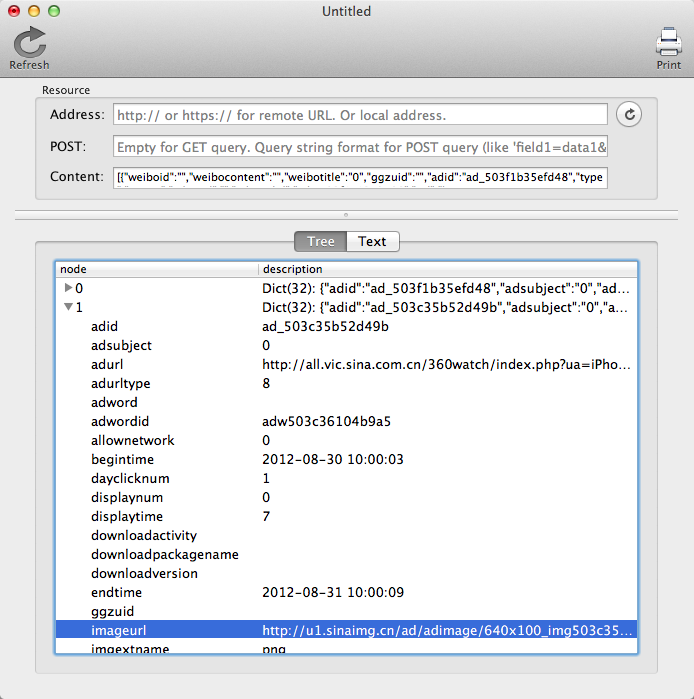 Untitled
Refresh
Print
Resource
Address: http:// or https:// for remote URL. Or local address.
POST: Empty for GET query. Query string format for POST query (like 'field1=data1&
Content: [{"weiboid":"","weibocontent":"","weibotitle":"0","ggzuid":"","adid":"ad_503f1b35efd48","type
Tree Text
node description
0 Dict(32): {"adid":"ad_503f1b35efd48","adsubject":"0","ad...
1 Dict(32): {"adid":"ad_503c35b52d49b","adsubject":"0","a...
adid ad_503c35b52d49b
adsubject 0
adurl http://all.vic.sina.com.cn/360watch/index.php?ua=iPho...
adurltype 8
adword
adwordid adw503c36104b9a5
allownetwork 0
begintime 2012-08-30 10:00:03
dayclicknum 1
displaynum 0
displaytime 7
downloadactivity
downloadpackagename
downloadversion
endtime 2012-08-31 10:00:09
ggzuid
imageurl http://u1.sinaimg.cn/ad/adimage/640x100_img503c35...
imgextname png